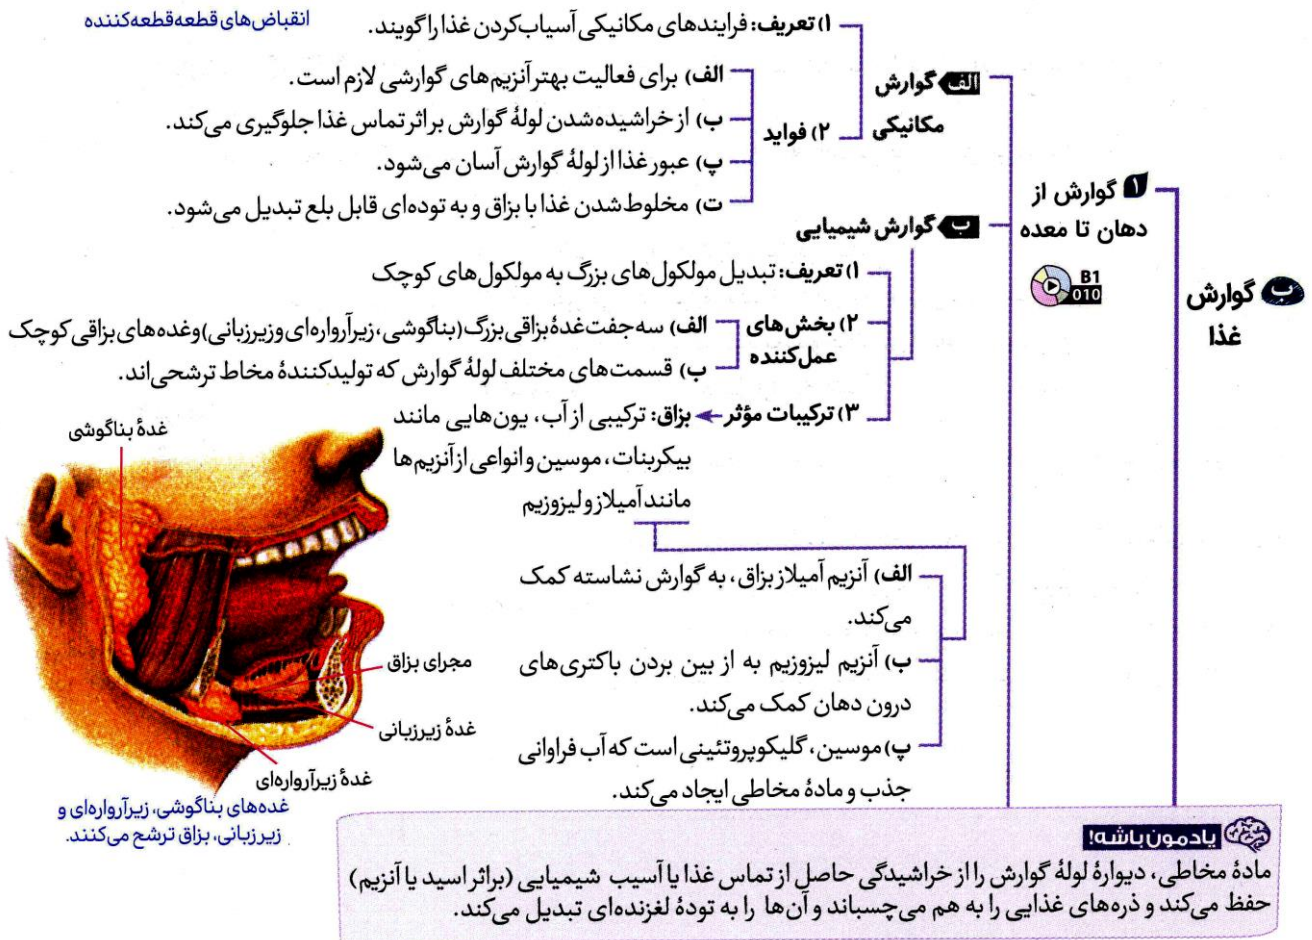 انقباض‌های قطعه‌قطعه‌کننده
ب گوارش
غذا
۱ گوارش از
دهان تا معده
B1
010
الف گوارش
مکانیکی
۱) تعریف: فرایندهای مکانیکی آسیاب‌کردن غذا را گویند.
۲) فواید
الف) برای فعالیت بهتر آنزیم‌های گوارشی لازم است.
ب) از خراشیده‌شدن لولهٔ گوارش بر اثر تماس غذا جلوگیری می‌کند.
پ) عبور غذا از لولهٔ گوارش آسان می‌شود.
ت) مخلوط‌شدن غذا با بزاق و به توده‌ای قابل بلع تبدیل می‌شود.
ب گوارش شیمیایی
۱) تعریف: تبدیل مولکول‌های بزرگ به مولکول‌های کوچک
۲) بخش‌های
عمل‌کننده
الف) سه جفت غدهٔ بزاقی بزرگ (بناگوشی، زیرآرواره‌ای و زیرزبانی) و غده‌های بزاقی کوچک
ب) قسمت‌های مختلف لولهٔ گوارش که تولیدکنندهٔ مخاط ترشحی‌اند.
۳) ترکیبات مؤثر
بزاق: ترکیبی از آب، یون‌هایی مانند
بیکربنات، موسین و انواعی از آنزیم‌ها
مانند آمیلاز و لیزوزیم
الف) آنزیم آمیلاز بزاق، به گوارش نشاسته کمک
می‌کند.
ب) آنزیم لیزوزیم به از بین بردن باکتری‌های
درون دهان کمک می‌کند.
پ) موسین، گلیکوپروتئینی است که آب فراوانی
جذب و مادهٔ مخاطی ایجاد می‌کند.
غدهٔ بناگوشی
مجرای بزاق
غدهٔ زیرزبانی
غدهٔ زیرآرواره‌ای
غده‌های بناگوشی، زیرآرواره‌ای و
زیرزبانی، بزاق ترشح می‌کنند.
یادمون باشه!
مادهٔ مخاطی، دیوارهٔ لولهٔ گوارش را از خراشیدگی حاصل از تماس غذا یا آسیب شیمیایی (بر اثر اسید یا آنزیم)
حفظ می‌کند و ذره‌های غذایی را به هم می‌چسباند و آن‌ها را به تودهٔ لغزنده‌ای تبدیل می‌کند.